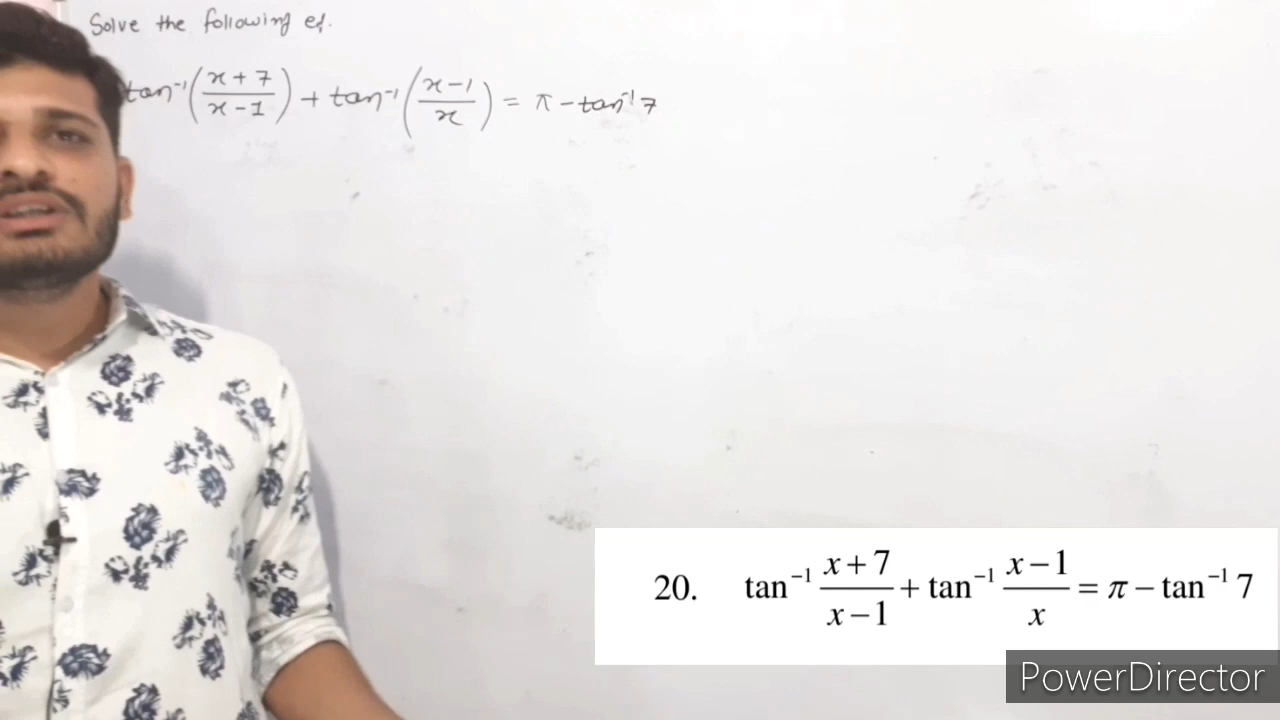 Solve the following eq.
tan⁻¹((x+7)/(x-1)) + tan⁻¹((x-1)/x) = π - tan⁻¹7
20. tan⁻¹ (x+7)/(x-1) + tan⁻¹ (x-1)/x = π - tan⁻¹ 7
PowerDirector